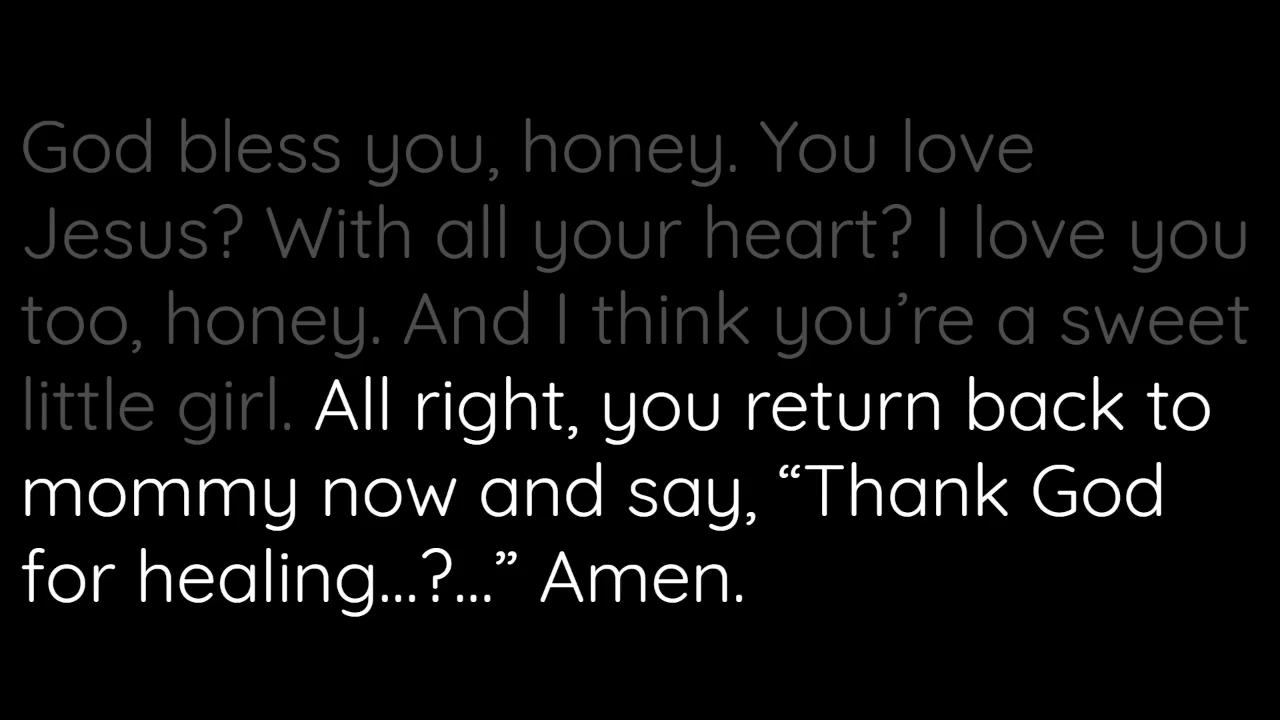 God bless you, honey. You love
Jesus? With all your heart? I love you
too, honey. And I think you’re a sweet
little girl. All right, you return back to
mommy now and say, “Thank God
for healing...?...” Amen.